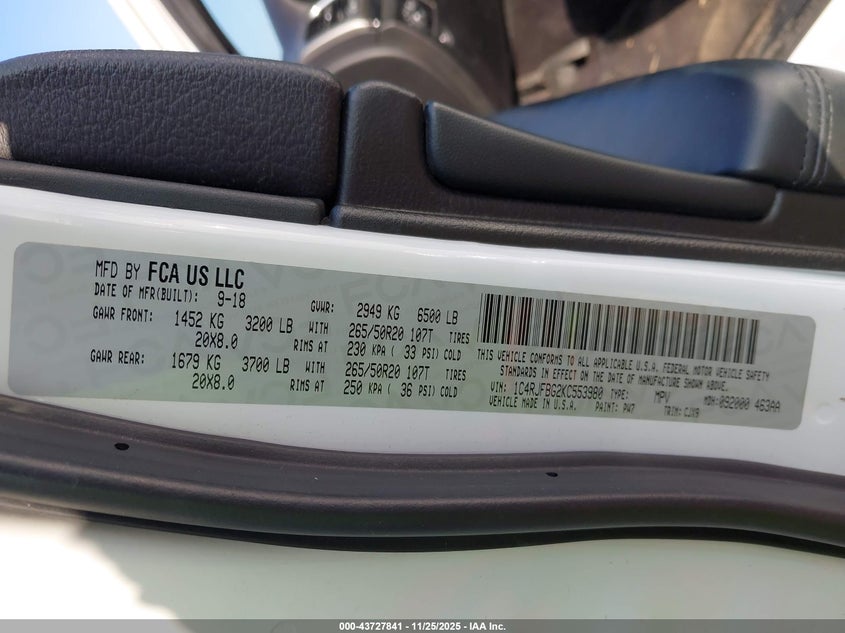 MFD BY FCA US LLC
DATE OF MFR(BUILT): 9-18 GVWR: 2949 KG 6500 LB
GAWR FRONT: 1452 KG 3200 LB WITH 265/50R20 107T TIRES
20X8.0 RIMS AT 230 KPA ( 33 PSI) COLD
GAWR REAR: 1679 KG 3700 LB WITH 265/50R20 107T TIRES
20X8.0 RIMS AT 250 KPA ( 36 PSI) COLD
THIS VEHICLE CONFORMS TO ALL APPLICABLE U.S.A. FEDERAL MOTOR VEHICLE SAFETY
STANDARDS IN EFFECT ON THE DATE OF MANUFACTURE SHOWN ABOVE.
VIN: 1C4RJFBG2KC553980 TYPE: MPV MDH:092000 463AA
VEHICLE MADE IN U.S.A. PAINT: PW7 TRIM: CJX9
000-43727841 - 11/25/2025 - IAA Inc.